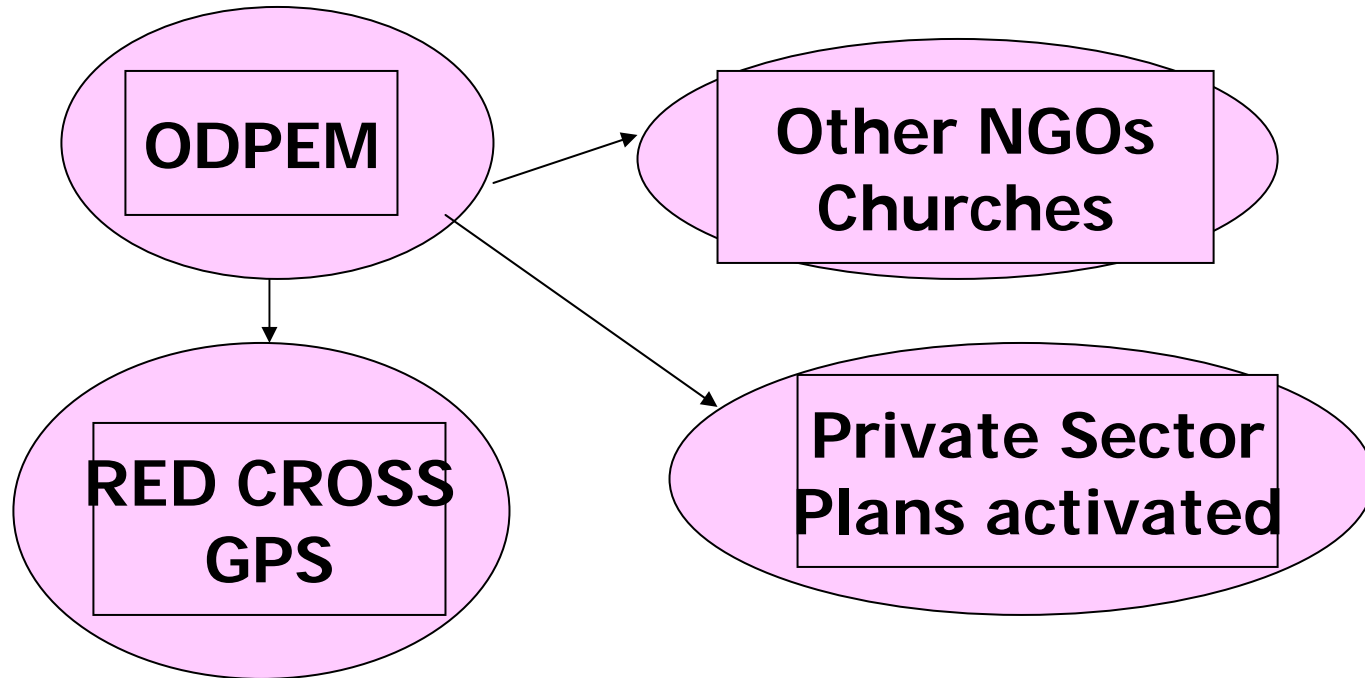 ODPEM
Other NGOs
Churches
RED CROSS
GPS
Private Sector
Plans activated